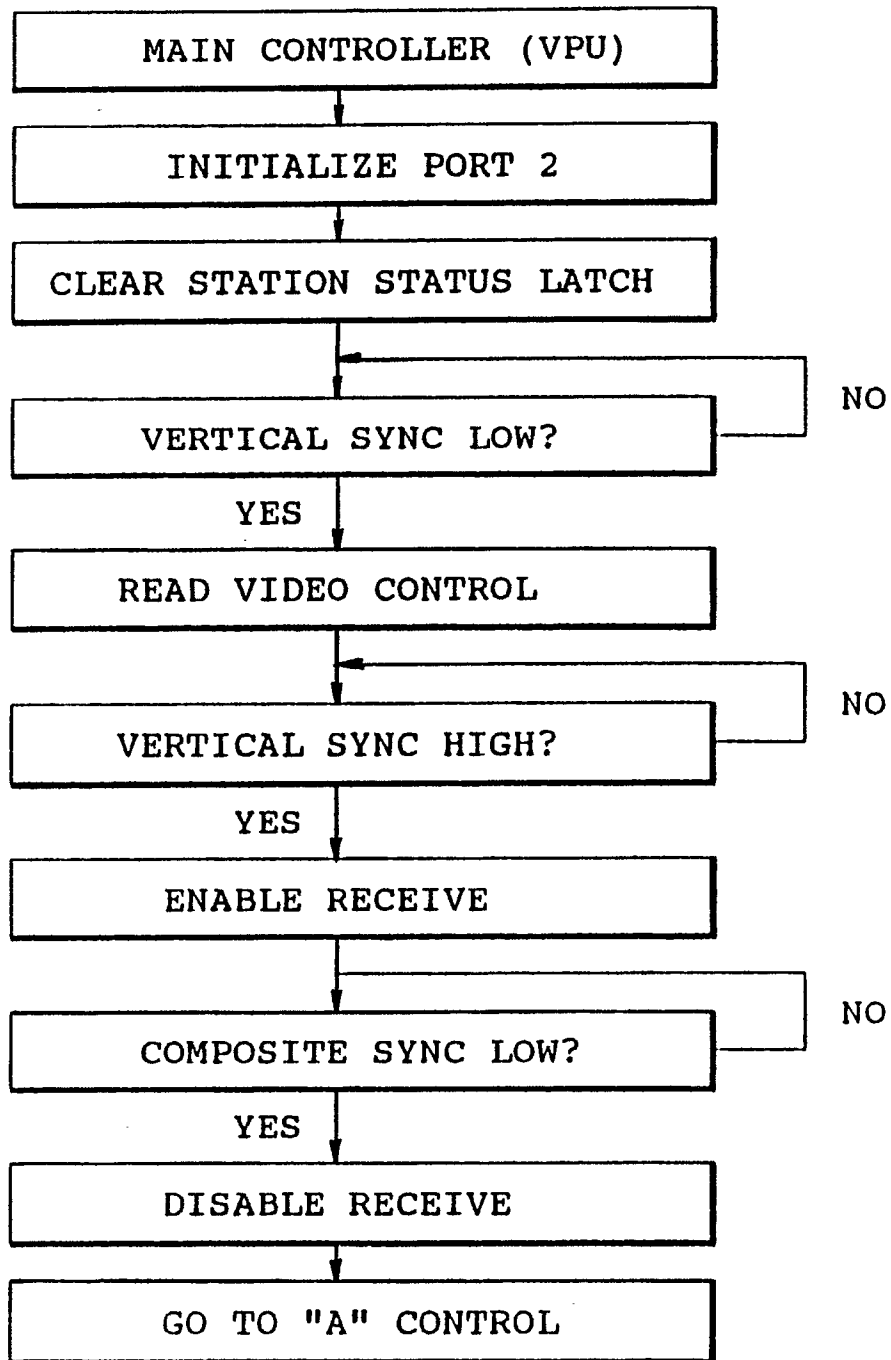 MAIN CONTROLLER (VPU)
INITIALIZE PORT 2
CLEAR STATION STATUS LATCH
NO
VERTICAL SYNC LOW?
YES
READ VIDEO CONTROL
NO
VERTICAL SYNC HIGH?
YES
ENABLE RECEIVE
NO
COMPOSITE SYNC LOW?
YES
DISABLE RECEIVE
GO TO "A" CONTROL